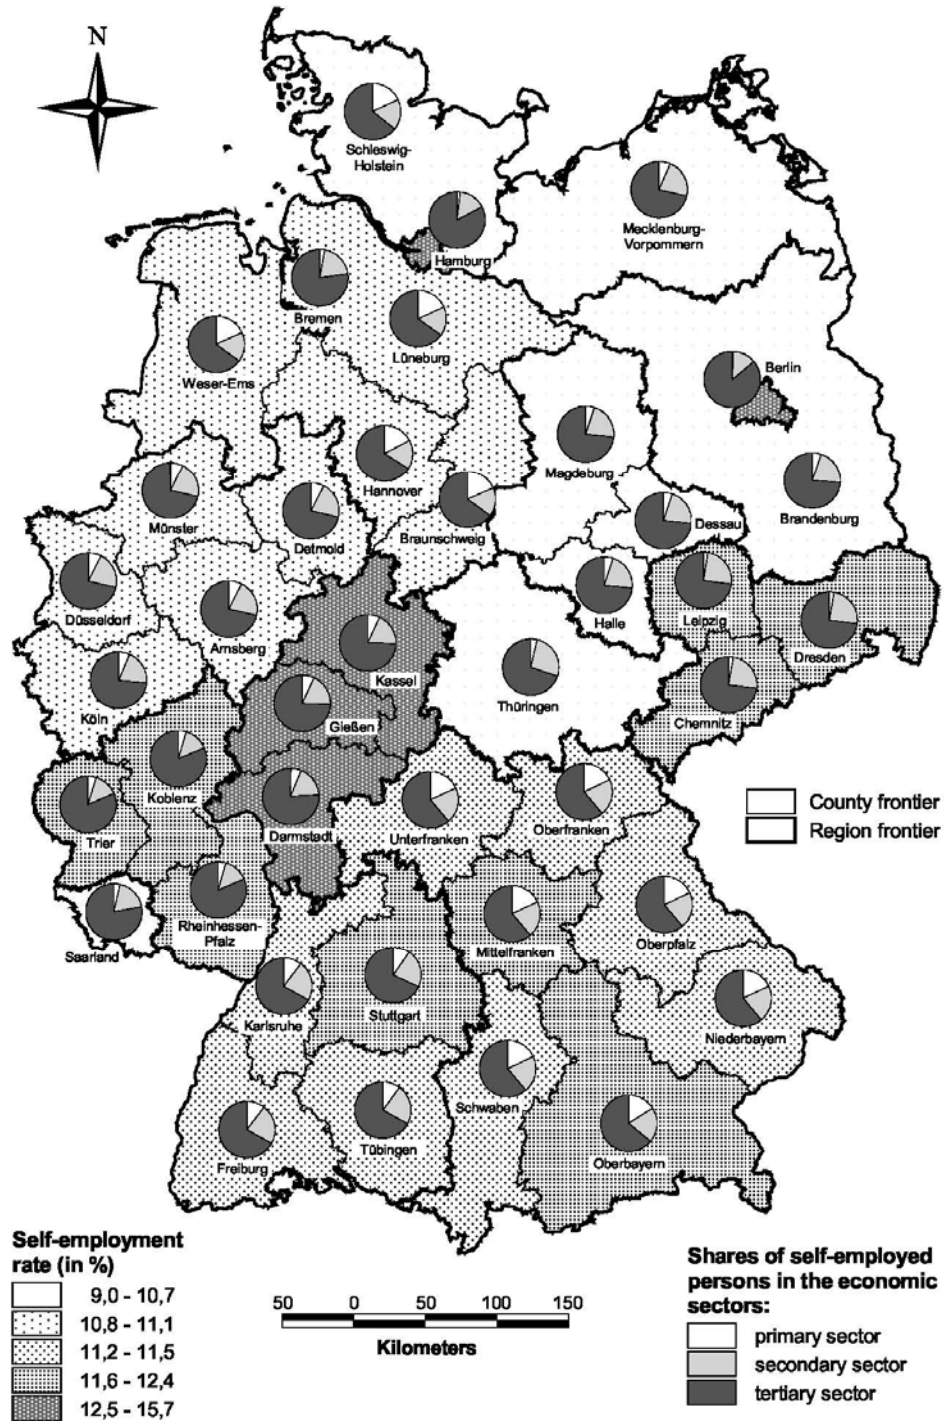 N
Schleswig-
Holstein
Mecklenburg-
Vorpommern
Hamburg
Bremen
Lüneburg
Weser-Ems
Berlin
Magdeburg
Hannover
Münster
Detmold
Braunschweig
Dessau
Brandenburg
Düsseldorf
Arnsberg
Halle
Leipzig
Dresden
Kassel
Köln
Gießen
Thüringen
Chemnitz
Koblenz
Trier
Darmstadt
Unterfranken
Oberfranken
County frontier
Region frontier
Rheinhessen-
Pfalz
Saarland
Mittelfranken
Oberpfalz
Karlsruhe
Stuttgart
Niederbayern
Schwaben
Freiburg
Tübingen
Oberbayern
Self-employment
rate (in %)
9,0 - 10,7
10,8 - 11,1
11,2 - 11,5
11,6 - 12,4
12,5 - 15,7
50 0 50 100 150
Kilometers
Shares of self-employed
persons in the economic
sectors:
primary sector
secondary sector
tertiary sector